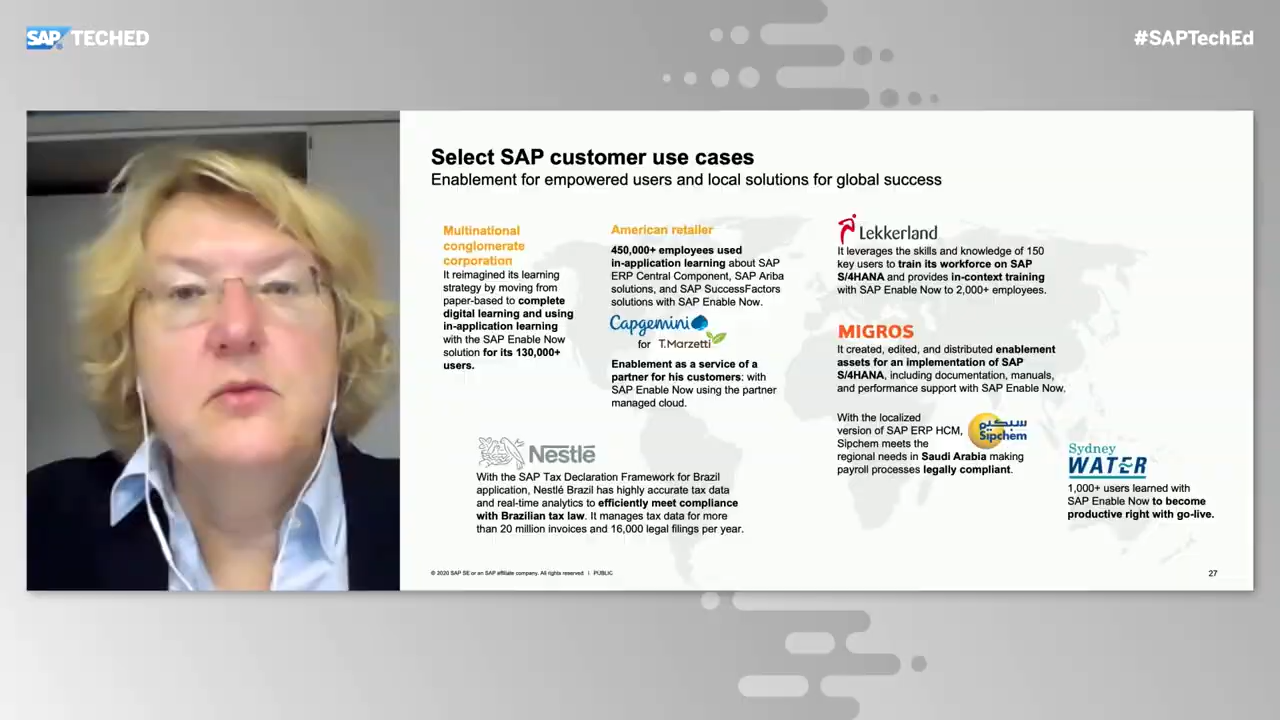 SAP TECHED
#SAPTechEd
Select SAP customer use cases
Enablement for empowered users and local solutions for global success
Multinational
conglomerate
corporation
It reimagined its learning
strategy by moving from
paper-based to complete
digital learning and using
in-application learning
with the SAP Enable Now
solution for its 130,000+
users.
American retailer
450,000+ employees used
in-application learning about SAP
ERP Central Component, SAP Ariba
solutions, and SAP SuccessFactors
solutions with SAP Enable Now.
Capgemini
for T.Marzetti
Enablement as a service of a
partner for his customers: with
SAP Enable Now using the partner
managed cloud.
Nestlé
With the SAP Tax Declaration Framework for Brazil
application, Nestlé Brazil has highly accurate tax data
and real-time analytics to efficiently meet compliance
with Brazilian tax law. It manages tax data for more
than 20 million invoices and 16,000 legal filings per year.
Lekkerland
It leverages the skills and knowledge of 150
key users to train its workforce on SAP
S/4HANA and provides in-context training
with SAP Enable Now to 2,000+ employees.
MIGROS
It created, edited, and distributed enablement
assets for an implementation of SAP
S/4HANA, including documentation, manuals,
and performance support with SAP Enable Now.
With the localized
version of SAP ERP HCM,
Sipchem meets the
regional needs in Saudi Arabia making
payroll processes legally compliant.
سبكيم
Sipchem
Sydney
WATER
1,000+ users learned with
SAP Enable Now to become
productive right with go-live.
© 2020 SAP SE or an SAP affiliate company. All rights reserved. | PUBLIC
27